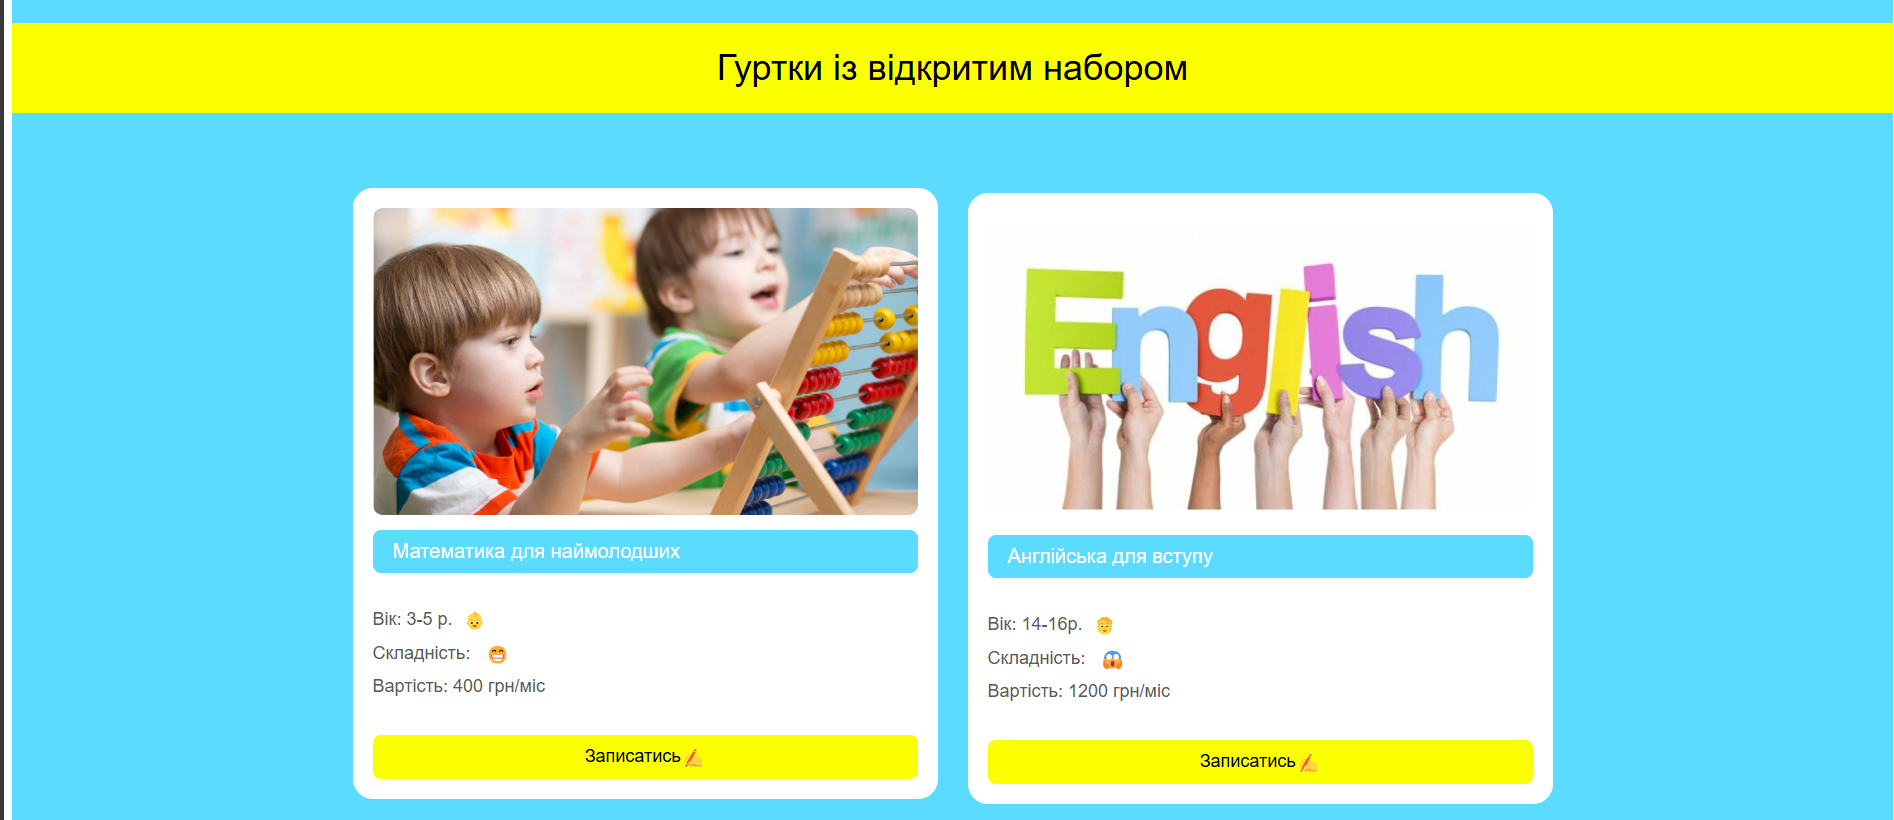 Гуртки із відкритим набором
Математика для наймолодших
Вік: 3-5 р. 👶
Складність: 😁
Вартість: 400 грн/міс
Записатись✍
English
Англійська для вступу
Вік: 14-16р. 🧑
Складність: 😱
Вартість: 1200 грн/міс
Записатись✍